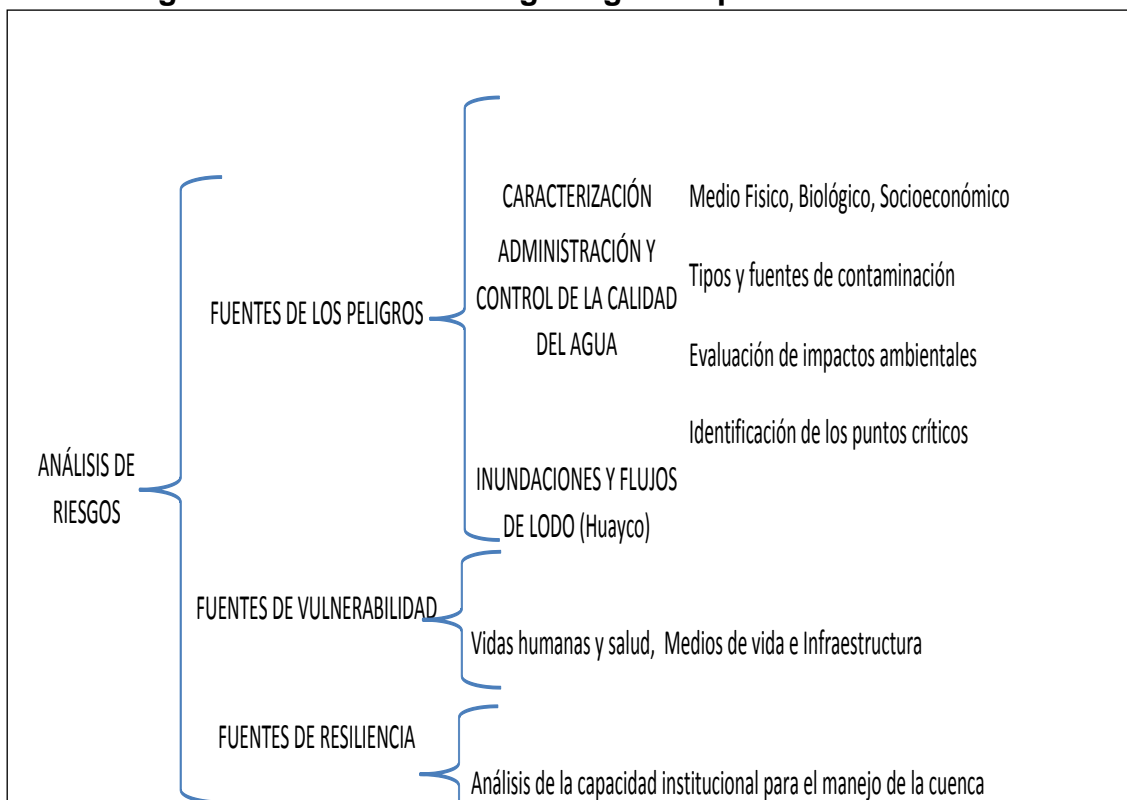 ANÁLISIS DE
RIESGOS
FUENTES DE LOS PELIGROS
CARACTERIZACIÓN
Medio Fisico, Biológico, Socioeconómico
ADMINISTRACIÓN Y
CONTROL DE LA CALIDAD
DEL AGUA
Tipos y fuentes de contaminación
Evaluación de impactos ambientales
Identificación de los puntos críticos
INUNDACIONES Y FLUJOS
DE LODO (Huayco)
FUENTES DE VULNERABILIDAD
Vidas humanas y salud, Medios de vida e Infraestructura
FUENTES DE RESILIENCIA
Análisis de la capacidad institucional para el manejo de la cuenca